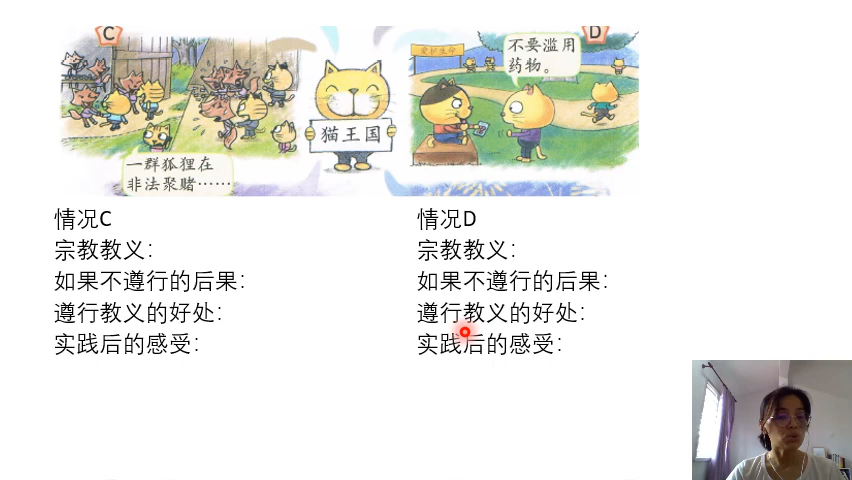 C
D
爱护生命
不要滥用
药物。
猫王国
一群狐狸在
非法聚赌……
情况C
宗教教义：
如果不遵行的后果：
遵行教义的好处：
实践后的感受：
情况D
宗教教义：
如果不遵行的后果：
遵行教义的好处：
实践后的感受：